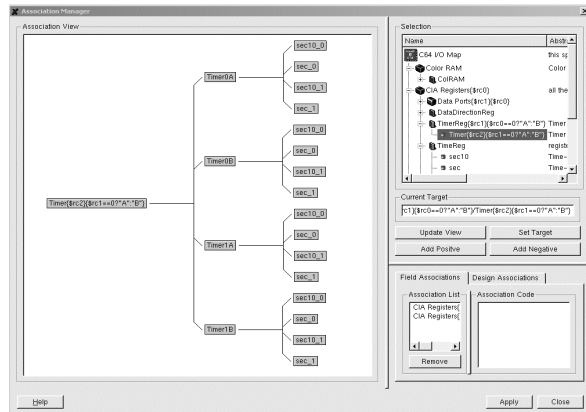 Association Manager
Association View
sec10_0
sec_0
Timer0A
sec10_1
sec_1
sec10_0
sec_0
Timer0B
sec10_1
sec_1
Timer{$rc2}{$rc1==0?"A":"B"}
sec10_0
sec_0
Timer1A
sec10_1
sec_1
sec10_0
sec_0
Timer1B
sec10_1
sec_1
Selection
Name Abstr
C64 I/O Map this sp
Color RAM Color
ColRAM
CIA Registers{$rc0} all the
Data Ports{$rc1}{$rc0}
DataDirectionReg
TimerReg{$rc1}{$rc0==0?"A":"B"} Timer
Timer{$rc2}{$rc1==0?"A":"B"} Timer
TimeReg registe
sec10 Time-
sec Time-
Current Target
rc1}{$rc0==0?"A":"B"}/Timer{$rc2}{$rc1==0?"A":"B"}
Update View Set Target
Add Positve Add Negative
Field Associations Design Associations
Association List Association Code
CIA Registers{
CIA Registers{
Remove
Help Apply Close